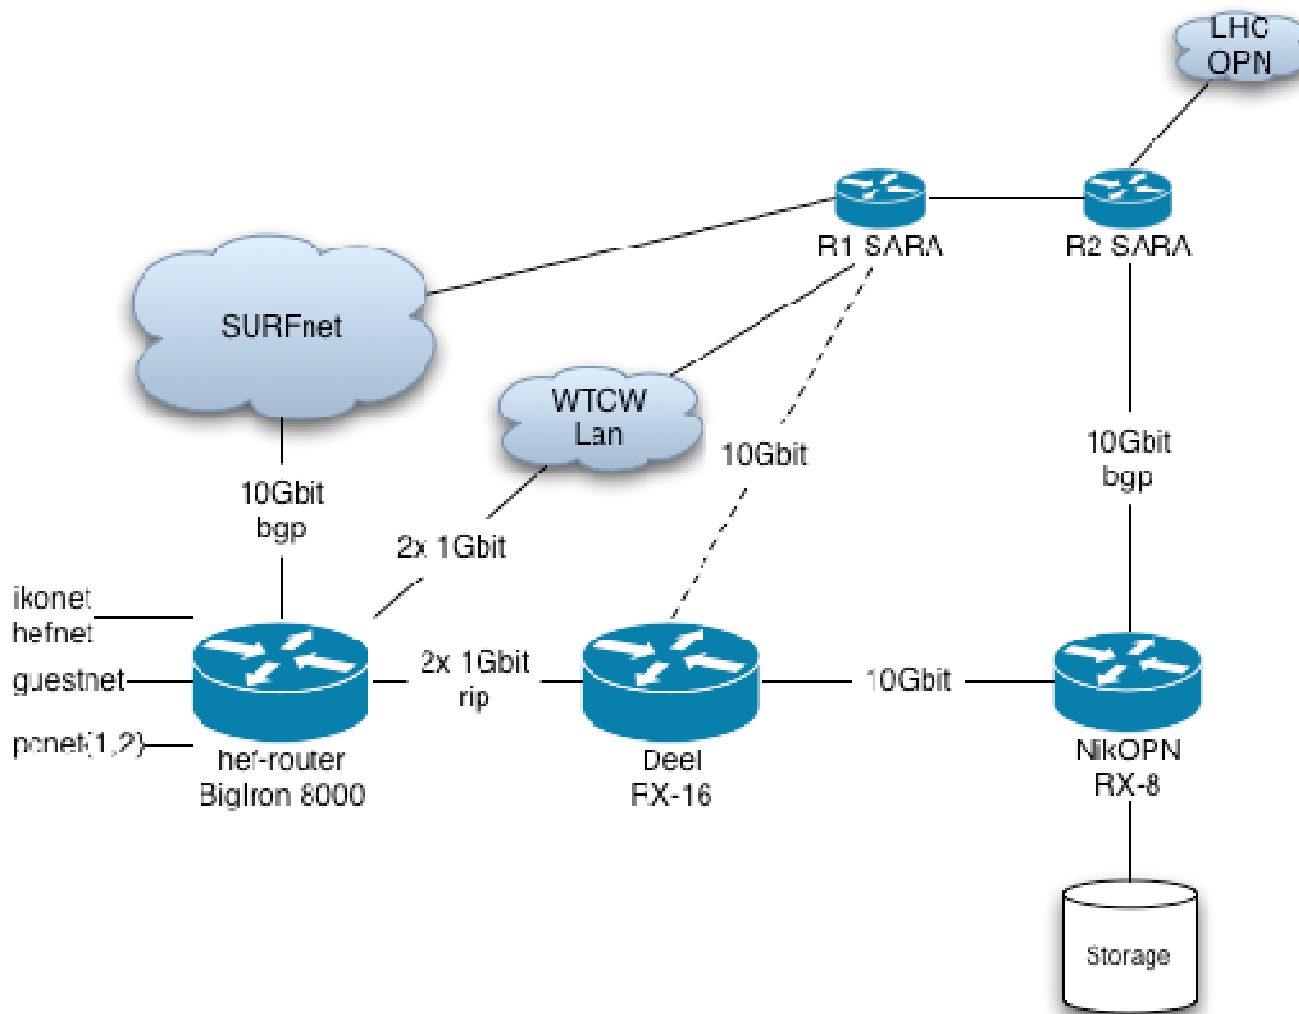 LHC
OPN
R1 SARA
R2 SARA
SURFnet
WTCW
Lan
10Gbit
10Gbit
bgp
10Gbit
bgp
2x 1Gbit
ikonet
hefnet
guestnet
pcnet{1,2}
2x 1Gbit
rip
10Gbit
hef-router
BigIron 8000
Deel
RX-16
NikOPN
RX-8
Storage